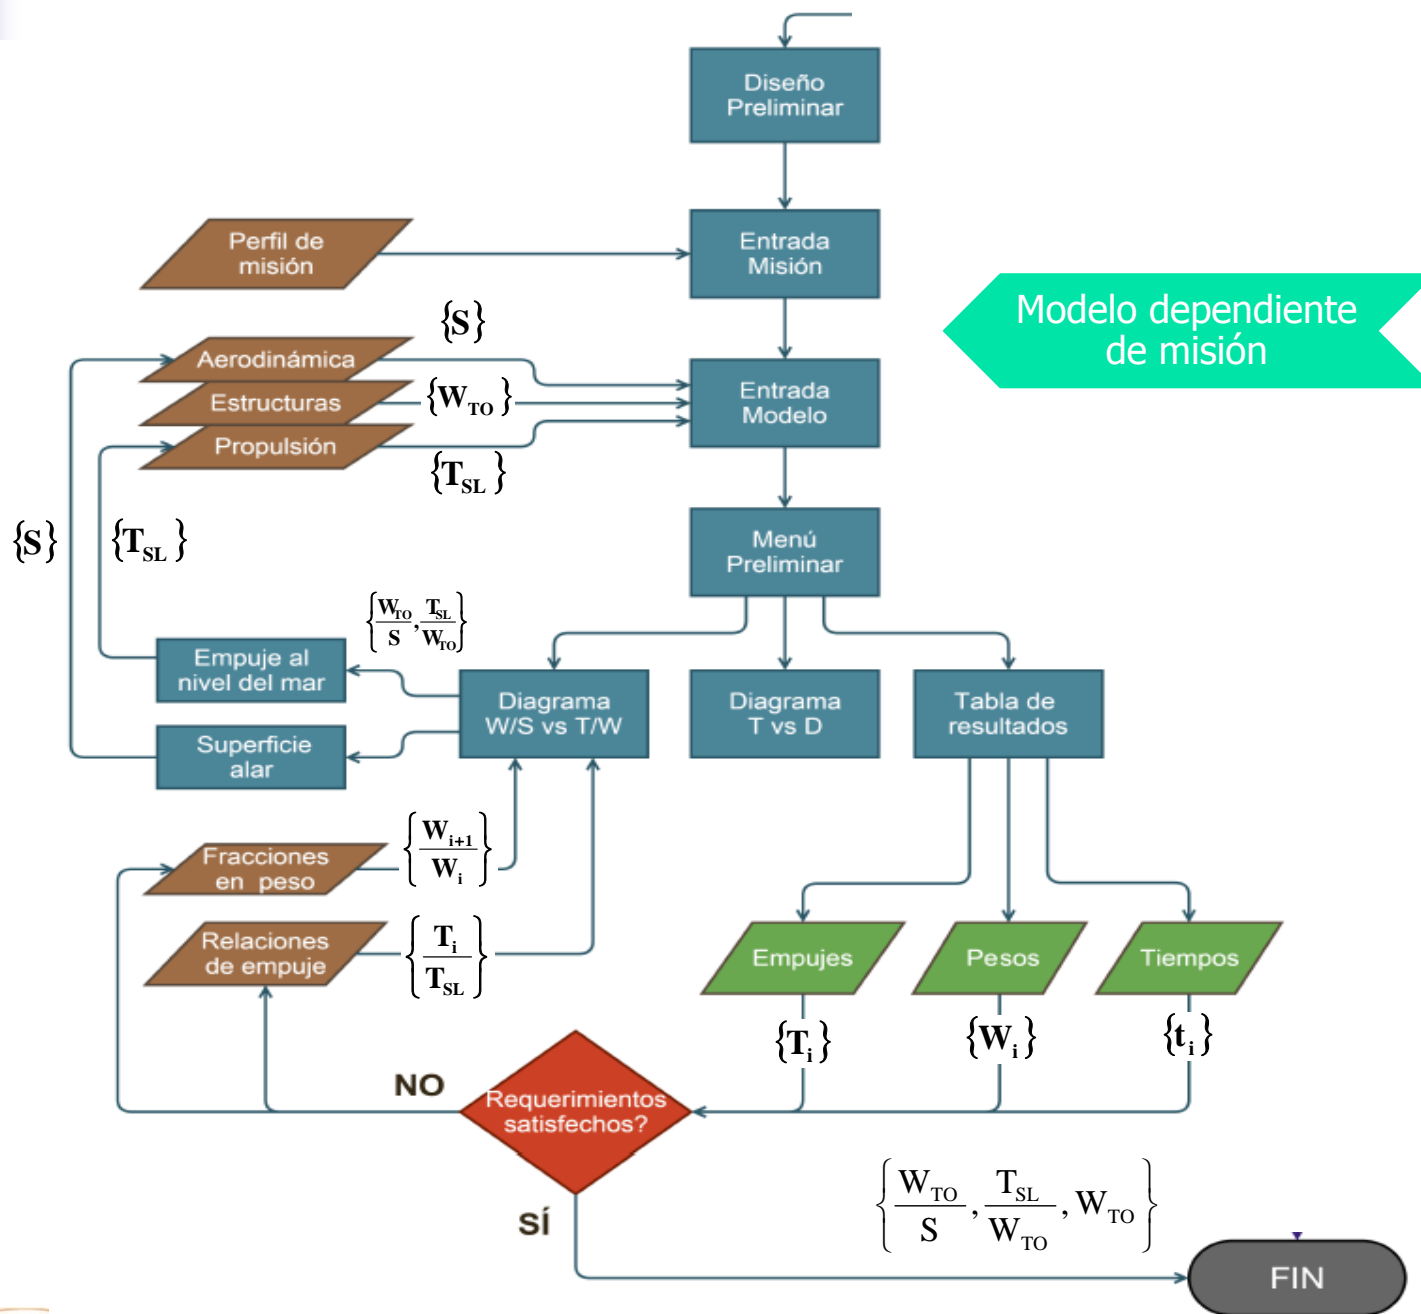 Diseño
Preliminar
Perfil de
misión
Entrada
Misión
Modelo dependiente
de misión
{S}
Aerodinámica
Estructuras
{W_TO}
Propulsión
{T_SL}
Entrada
Modelo
{S}
{T_SL}
Menú
Preliminar
{W_TO/S, T_SL/W_TO}
Empuje al
nivel del mar
Superficie
alar
Diagrama
W/S vs T/W
Diagrama
T vs D
Tabla de
resultados
Fracciones
en peso
{W_i+1/W_i}
Relaciones
de empuje
{T_i/T_SL}
Empujes
Pesos
Tiempos
{T_i}
{W_i}
{t_i}
NO
Requerimientos
satisfechos?
SÍ
{W_TO/S, T_SL/W_TO, W_TO}
FIN